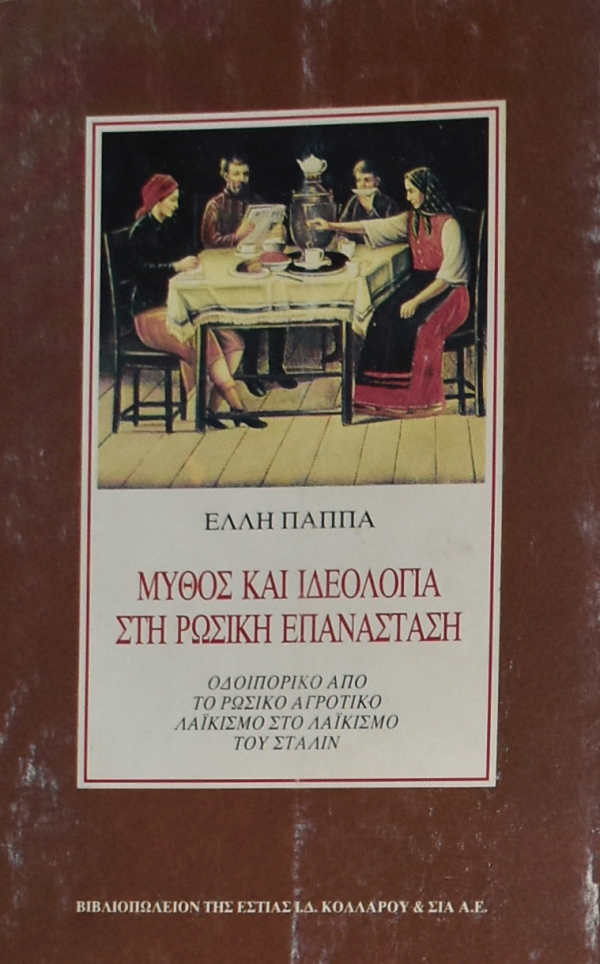 ΕΛΛΗ ΠΑΠΠΑ
ΜΥΘΟΣ ΚΑΙ ΙΔΕΟΛΟΓΙΑ
ΣΤΗ ΡΩΣΙΚΗ ΕΠΑΝΑΣΤΑΣΗ
ΟΔΟΙΠΟΡΙΚΟ ΑΠΟ
ΤΟ ΡΩΣΙΚΟ ΑΓΡΟΤΙΚΟ
ΛΑΪΚΙΣΜΟ ΣΤΟ ΛΑΪΚΙΣΜΟ
ΤΟΥ ΣΤΑΛΙΝ
ΒΙΒΛΙΟΠΩΛΕΙΟΝ ΤΗΣ ΕΣΤΙΑΣ Ι.Δ. ΚΟΛΛΑΡΟΥ & ΣΙΑ Α.Ε.